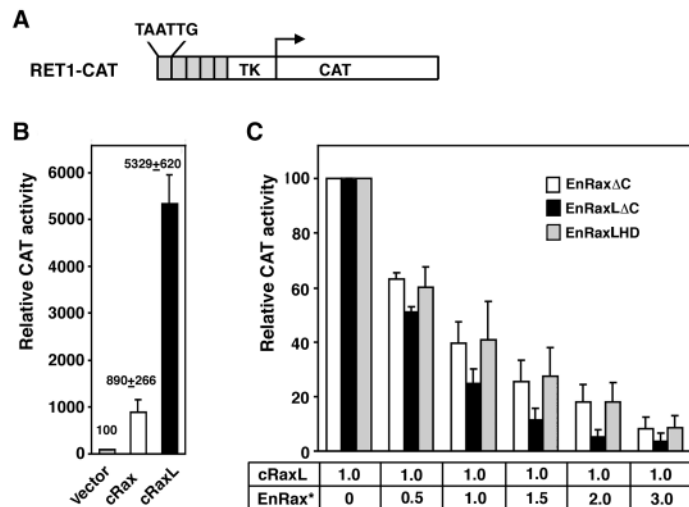 A
TAATTG
RET1-CAT
TK
CAT
B
Relative CAT activity
6000
5000
4000
3000
2000
1000
0
100
890±266
5329±620
vector
cRax
cRaxL
C
Relative CAT activity
100
80
60
40
20
0
EnRaxΔC
EnRaxLΔC
EnRaxLHD
cRaxL 1.0 1.0 1.0 1.0 1.0 1.0
EnRax* 0 0.5 1.0 1.5 2.0 3.0